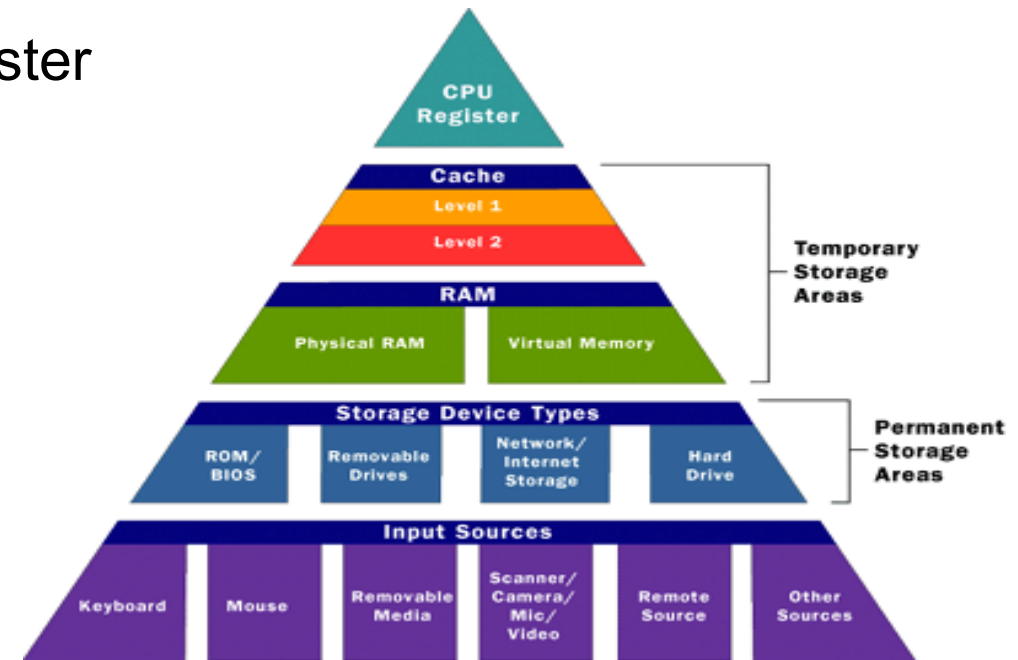 ster
CPU
Register
Cache
Level 1
Level 2
Temporary
Storage
Areas
RAM
Physical RAM
Virtual Memory
Storage Device Types
ROM/
BIOS
Removable
Drives
Network/
Internet
Storage
Hard
Drive
Permanent
Storage
Areas
Input Sources
Keyboard
Mouse
Removable
Media
Scanner/
Camera/
Mic/
Video
Remote
Source
Other
Sources